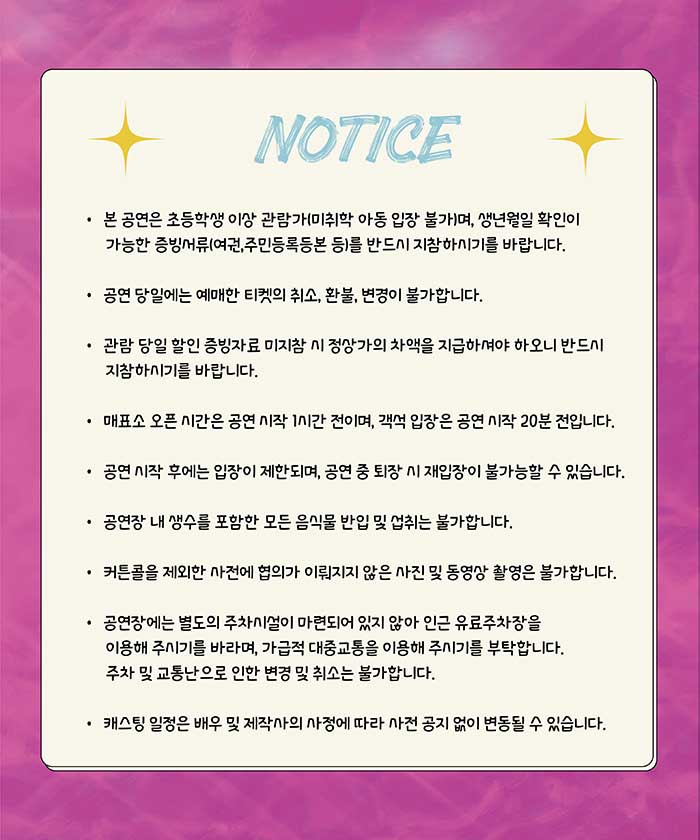 NOTICE
• 본 공연은 초등학생 이상 관람가(미취학 아동 입장 불가)며, 생년월일 확인이
가능한 증빙서류(여권,주민등록등본 등)를 반드시 지참하시기를 바랍니다.
• 공연 당일에는 예매한 티켓의 취소, 환불, 변경이 불가합니다.
• 관람 당일 할인 증빙자료 미지참 시 정상가의 차액을 지급하셔야 하오니 반드시
지참하시기를 바랍니다.
• 매표소 오픈 시간은 공연 시작 1시간 전이며, 객석 입장은 공연 시작 20분 전입니다.
• 공연 시작 후에는 입장이 제한되며, 공연 중 퇴장 시 재입장이 불가능할 수 있습니다.
• 공연장 내 생수를 포함한 모든 음식물 반입 및 섭취는 불가합니다.
• 커튼콜을 제외한 사전에 협의가 이뤄지지 않은 사진 및 동영상 촬영은 불가합니다.
• 공연장에는 별도의 주차시설이 마련되어 있지 않아 인근 유료주차장을
이용해 주시기를 바라며, 가급적 대중교통을 이용해 주시기를 부탁합니다.
주차 및 교통난으로 인한 변경 및 취소는 불가합니다.
• 캐스팅 일정은 배우 및 제작사의 사정에 따라 사전 공지 없이 변동될 수 있습니다.